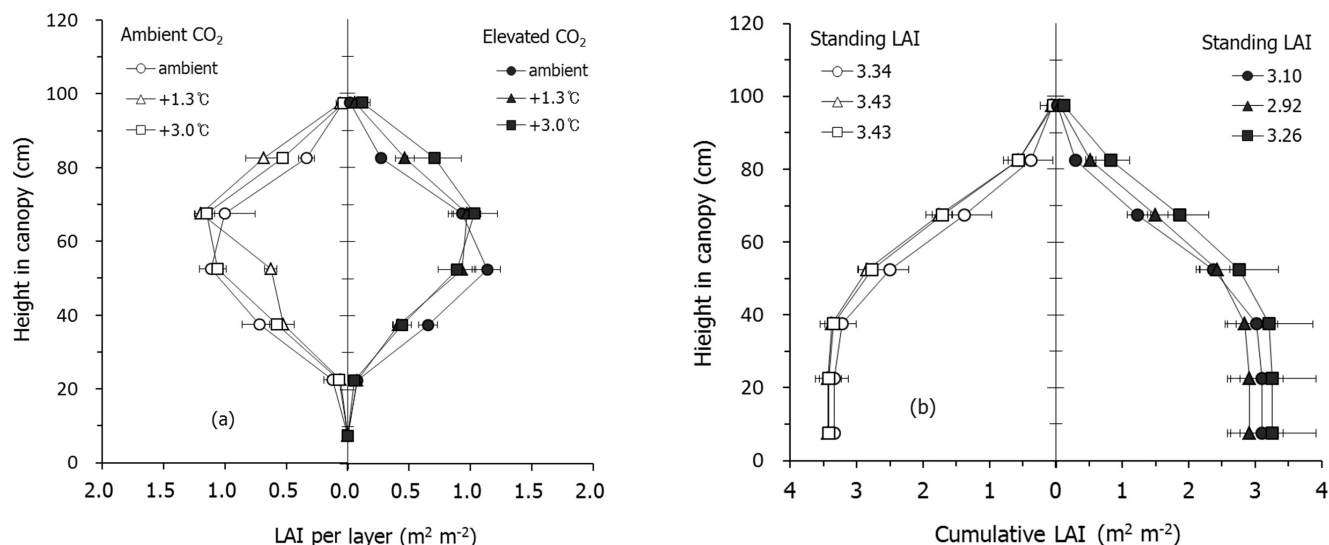 120
100
80
60
40
20
0
Height in canopy (cm)
Ambient CO₂
ambient
+1.3℃
+3.0℃
Elevated CO₂
ambient
+1.3℃
+3.0℃
(a)
2.0 1.5 1.0 0.5 0.0 0.5 1.0 1.5 2.0
LAI per layer (m² m⁻²)
120
100
80
60
40
20
0
Hieight in canopy (cm)
Standing LAI
3.34
3.43
3.43
Standing LAI
3.10
2.92
3.26
(b)
4 3 2 1 0 1 2 3 4
Cumulative LAI (m² m⁻²)